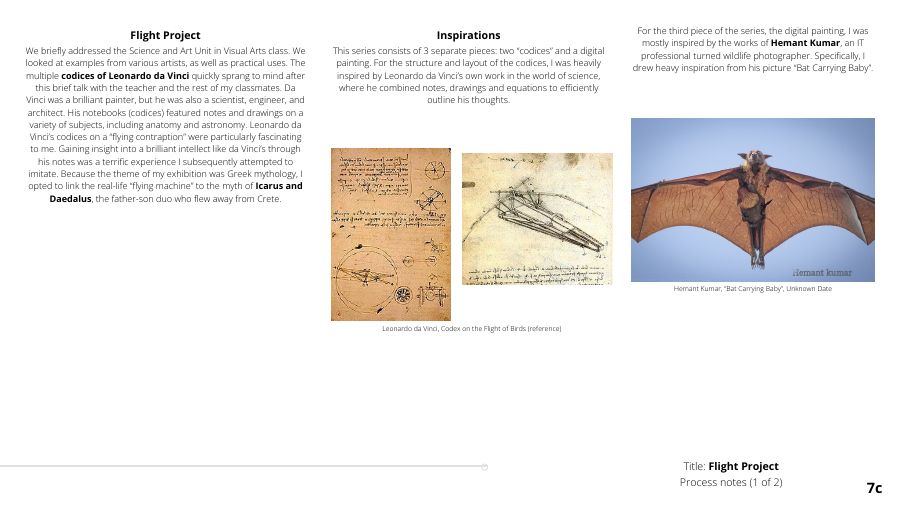 Flight Project
We briefly addressed the Science and Art Unit in Visual Arts class. We
looked at examples from various artists, as well as practical uses. The
multiple codices of Leonardo da Vinci quickly sprang to mind after
this brief talk with the teacher and the rest of my classmates. Da
Vinci was a brilliant painter, but he was also a scientist, engineer, and
architect. His notebooks (codices) featured notes and drawings on a
variety of subjects, including anatomy and astronomy. Leonardo da
Vinci's codices on a "flying contraption" were particularly fascinating
to me. Gaining insight into a brilliant intellect like da Vinci's through
his notes was a terrific experience I subsequently attempted to
imitate. Because the theme of my exhibition was Greek mythology, I
opted to link the real-life "flying machine" to the myth of Icarus and
Daedalus, the father-son duo who flew away from Crete.
Inspirations
This series consists of 3 separate pieces: two "codices" and a digital
painting. For the structure and layout of the codices, I was heavily
inspired by Leonardo da Vinci's own work in the world of science,
where he combined notes, drawings and equations to efficiently
outline his thoughts.
Leonardo da Vinci, Codex on the Flight of Birds (reference)
For the third piece of the series, the digital painting, I was
mostly inspired by the works of Hemant Kumar, an IT
professional turned wildlife photographer. Specifically, I
drew heavy inspiration from his picture "Bat Carrying Baby".
Hemant kumar
Hemant Kumar, "Bat Carrying Baby", Unknown Date
Title: Flight Project
Process notes (1 of 2)
7c